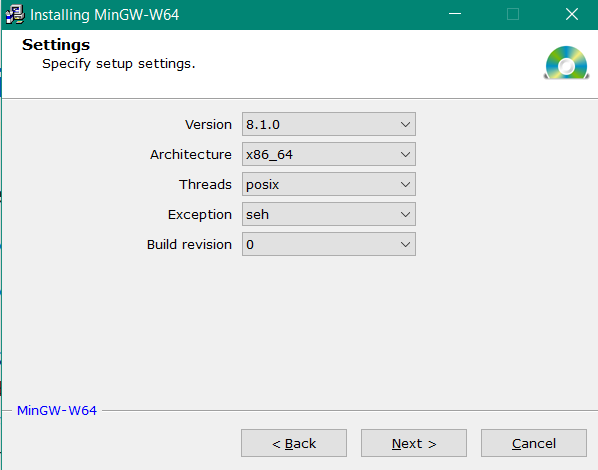 Installing MinGW-W64
Settings
Specify setup settings.
Version 8.1.0
Architecture x86_64
Threads posix
Exception seh
Build revision 0
MinGW-W64
< Back Next > Cancel